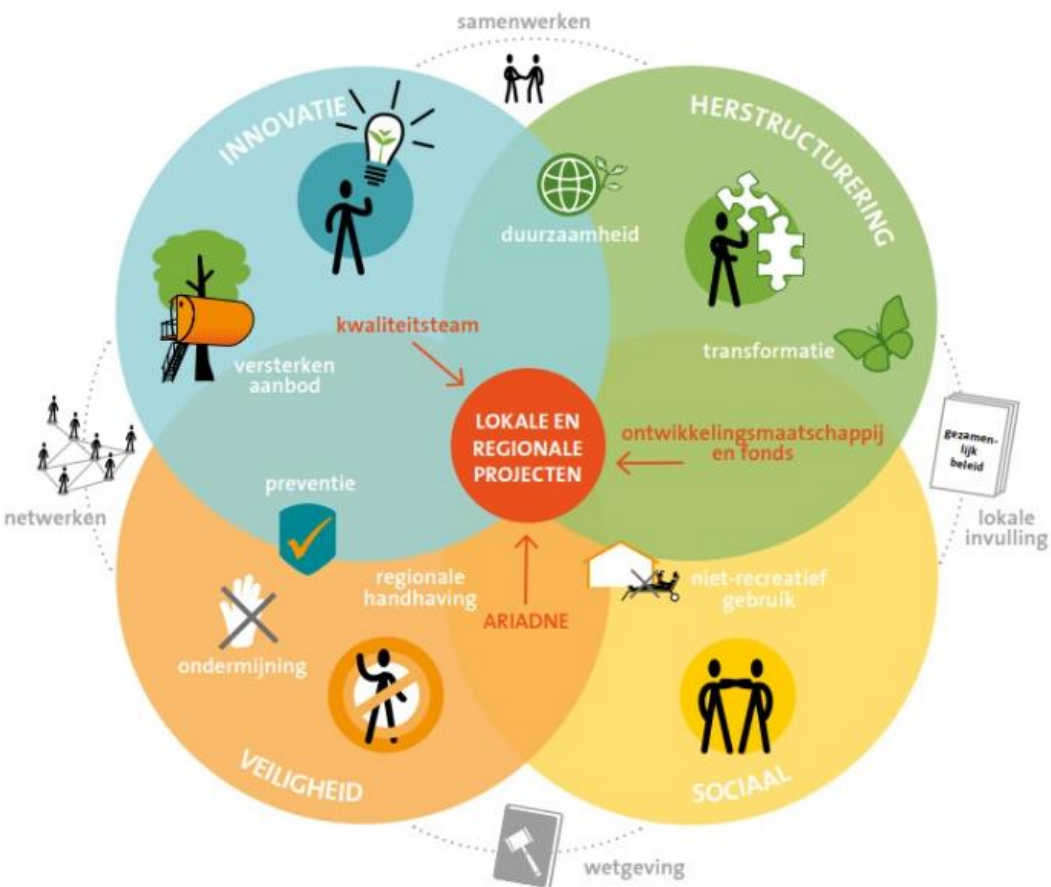 samenwerken
INNOVATIE
HERSTRUCTURERING
duurzaamheid
kwaliteitsteam
versterken
aanbod
transformatie
LOKALE EN
REGIONALE
PROJECTEN
ontwikkelingsmaatschappij
en fonds
gezamen-
lijk
beleid
netwerken
lokale
invulling
preventie
regionale
handhaving
niet-recreatief
gebruik
ARIADNE
ondermijning
VEILIGHEID
SOCIAAL
wetgeving